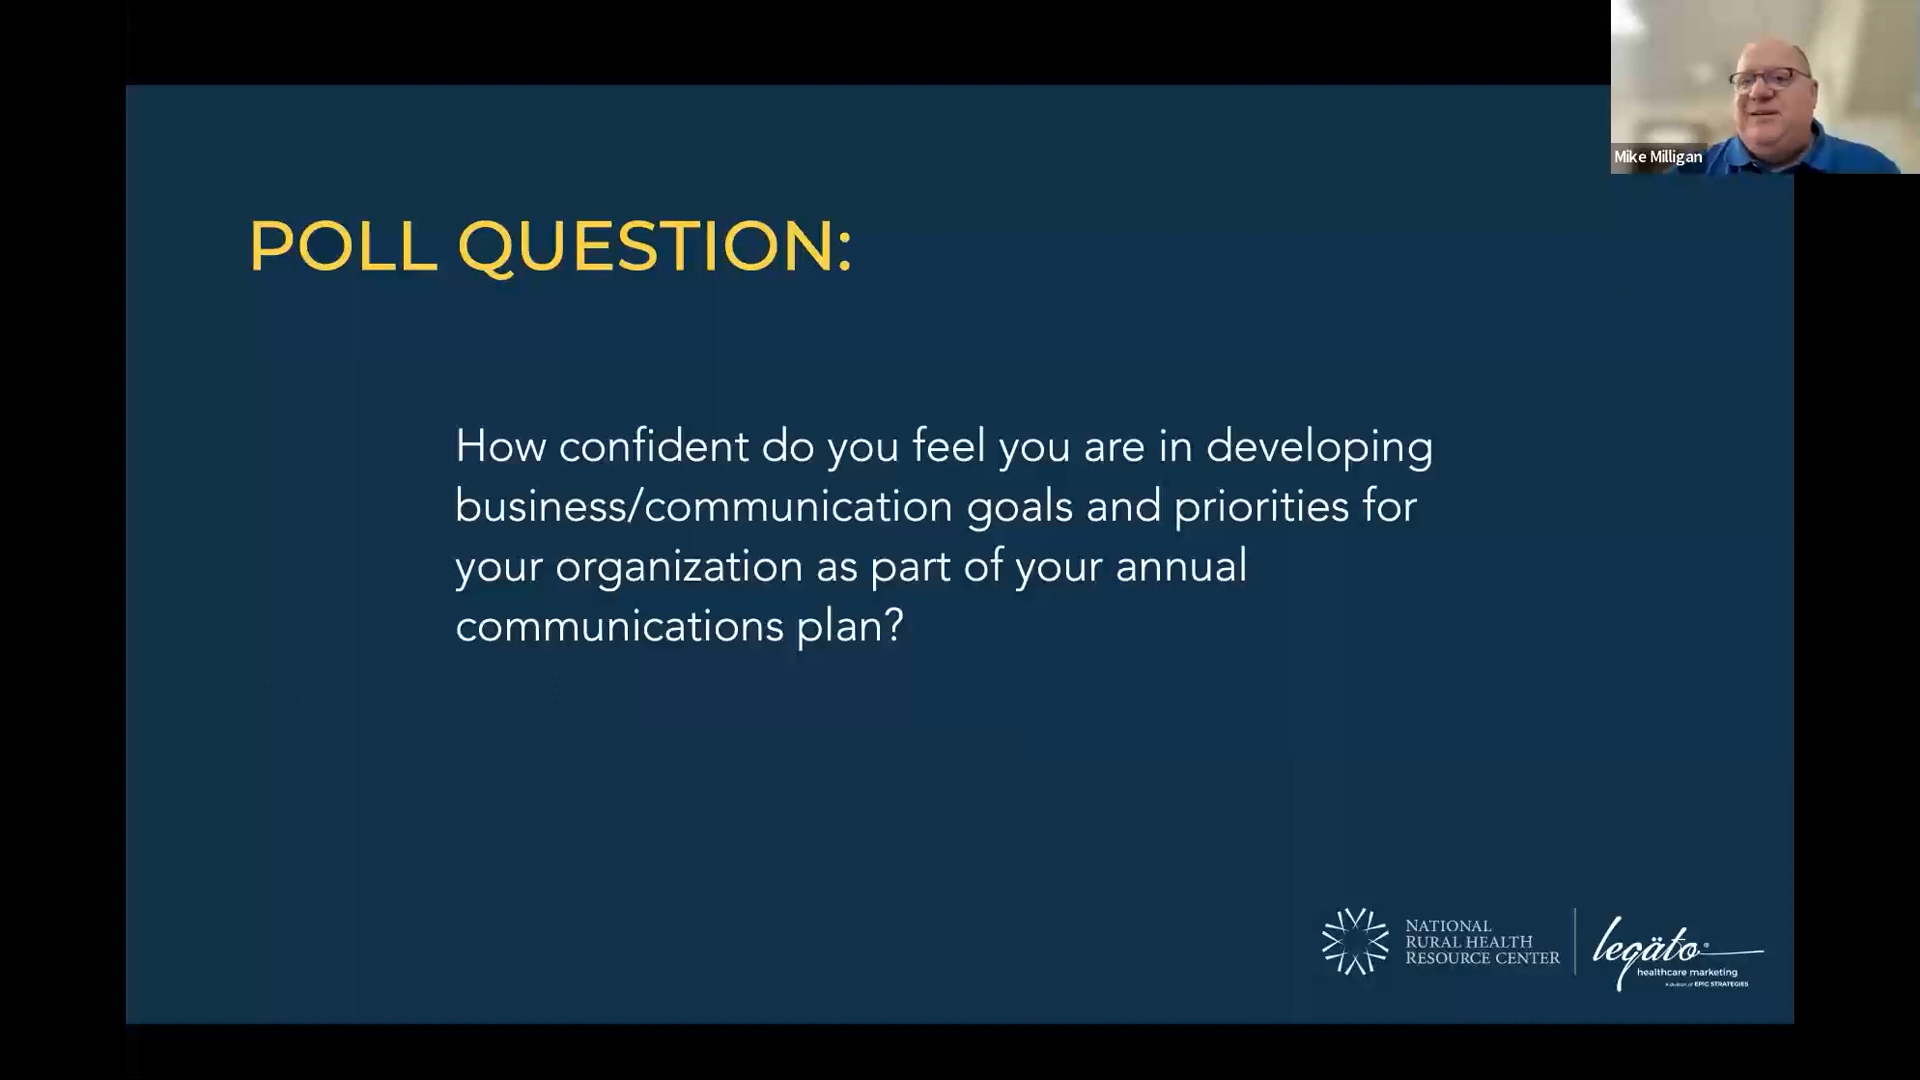 Mike Milligan
POLL QUESTION:
How confident do you feel you are in developing
business/communication goals and priorities for
your organization as part of your annual
communications plan?
NATIONAL
RURAL HEALTH
RESOURCE CENTER
legäto®
healthcare marketing
A division of EPIC STRATEGIES